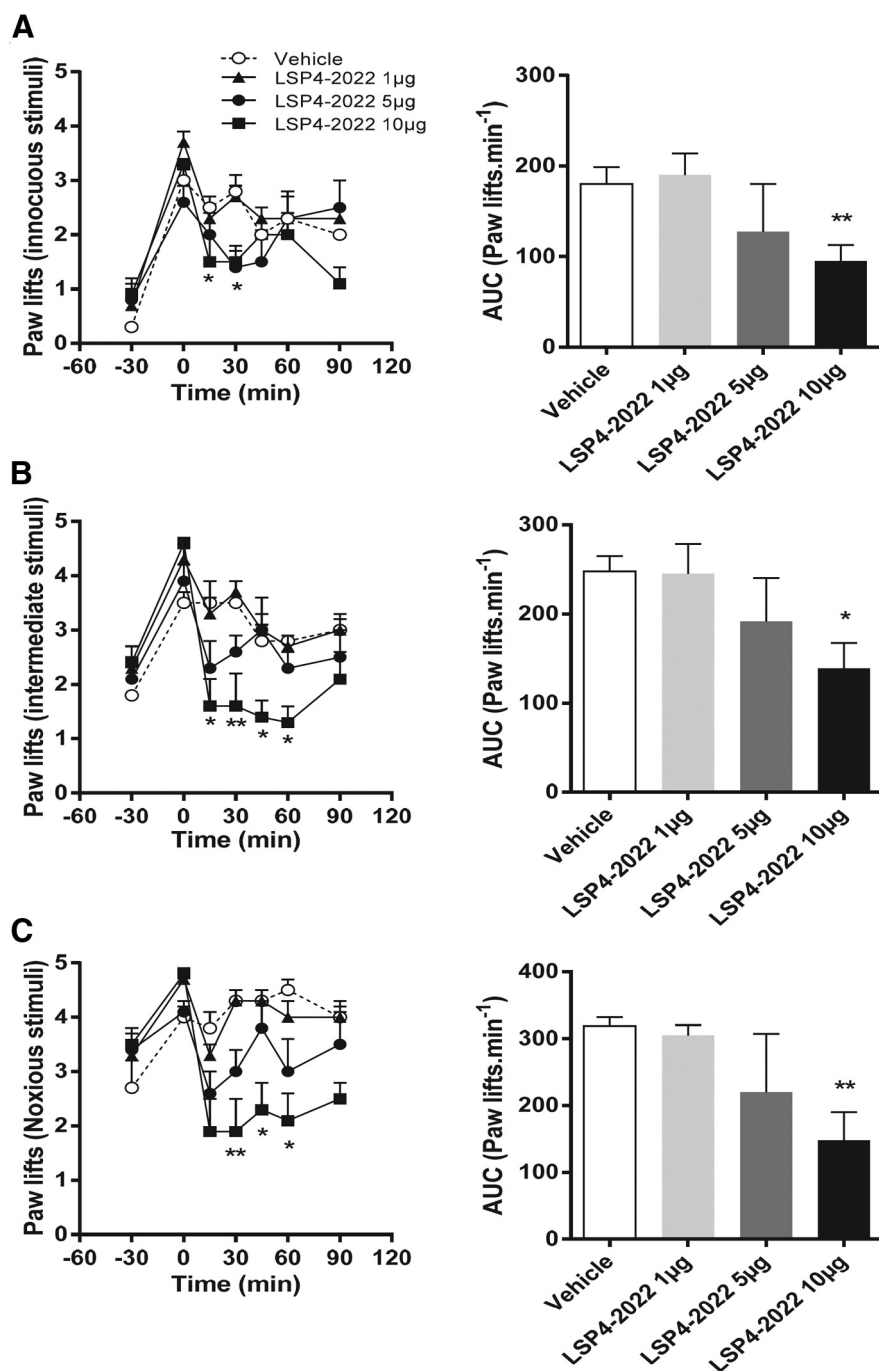 A
Paw lifts (innocuous stimuli)
5
4
3
2
1
0
Vehicle
LSP4-2022 1µg
LSP4-2022 5µg
LSP4-2022 10µg
* *
-60 -30 0 30 60 90 120
Time (min)
AUC (Paw lifts.min-1)
300
200
100
0
**
Vehicle
LSP4-2022 1µg
LSP4-2022 5µg
LSP4-2022 10µg
B
Paw lifts (intermediate stimuli)
5
4
3
2
1
0
* ** * *
-60 -30 0 30 60 90 120
Time (min)
AUC (Paw lifts.min-1)
300
200
100
0
*
Vehicle
LSP4-2022 1µg
LSP4-2022 5µg
LSP4-2022 10µg
C
Paw lifts (Noxious stimuli)
5
4
3
2
1
0
** * *
-60 -30 0 30 60 90 120
Time (min)
AUC (Paw lifts.min-1)
400
300
200
100
0
**
Vehicle
LSP4-2022 1µg
LSP4-2022 5µg
LSP4-2022 10µg